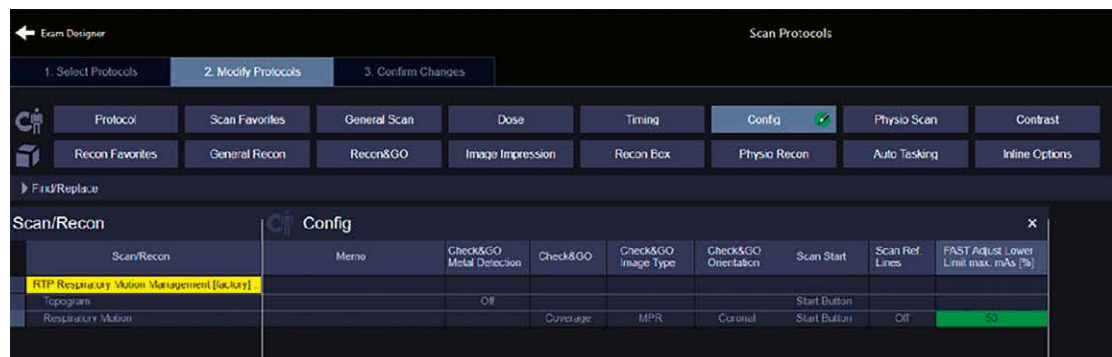 Exam Designer Scan Protocols
1. Select Protocols 2. Modify Protocols 3. Confirm Changes
Protocol Scan Favorites General Scan Dose Timing Config Physio Scan Contrast
Recon Favorites General Recon Recon&GO Image Impression Recon Box Physio Recon Auto Tasking Inline Options
Find/Replace
Scan/Recon Config
Scan/Recon Memo Check&GO Metal Detection Check&GO Check&GO Image Type Check&GO Orientation Scan Start Scan Ref. Lines FAST Adjust Lower Limit max. mAs [%]
RTP Respiratory Motion Management [factory]
Topogram Off Start Button
Respiratory Motion Coverage MPR Coronal Start Button Off 50